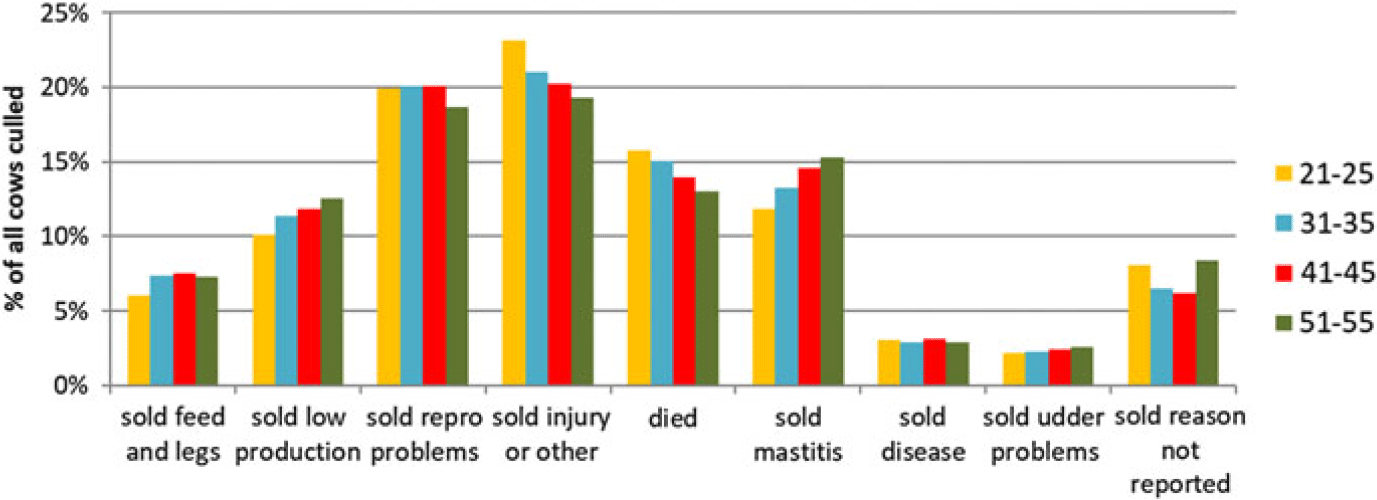 % of all cows culled
25%
20%
15%
10%
5%
0%
sold feed
and legs
sold low
production
sold repro
problems
sold injury
or other
died
sold
mastitis
sold
disease
sold udder
problems
sold reason
not
reported
21-25
31-35
41-45
51-55